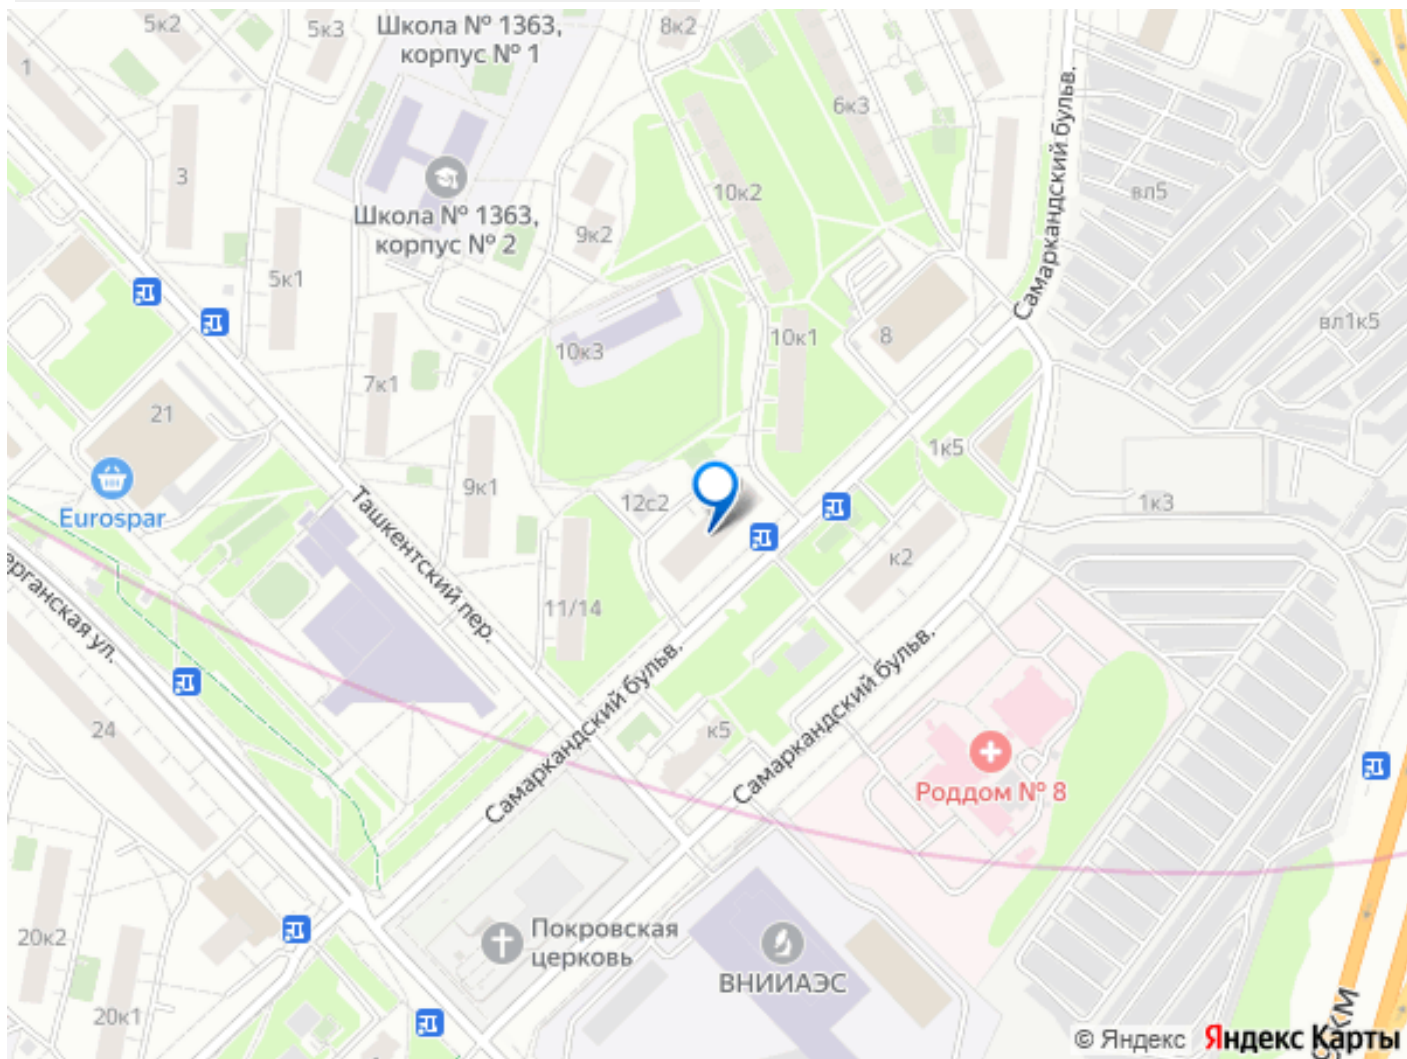 5к2
5к3
Школа № 1363,
корпус № 1
8к2
1
6к3
Самаркандский бульв.
3
10к2
вл5
Школа № 1363,
корпус № 2
9к2
5к1
вл1к5
10к1
8
10к3
7к1
21
1к5
9к1
12с2
1к3
Eurospar
Ташкентский пер.
к2
11/14
ерганская ул.
Самаркандский бульв.
Самаркандский бульв.
24
к5
Роддом № 8
20к2
Покровская
церковь
ВНИИАЭС
20к1
КМ
© Яндекс Яндекс Карты